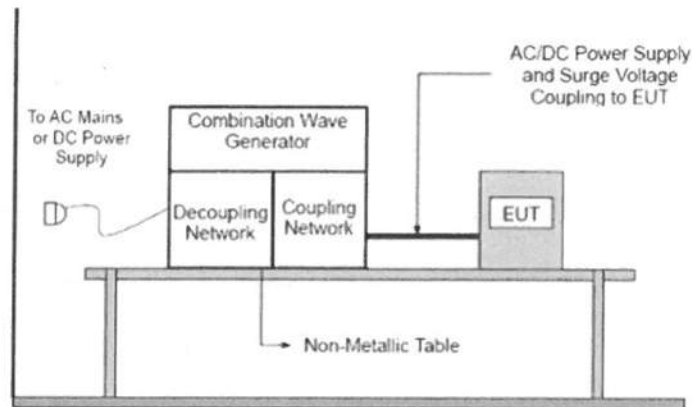 AC/DC Power Supply
and Surge Voltage
Coupling to EUT
To AC Mains
or DC Power
Supply
Combination Wave
Generator
Decoupling
Network
Coupling
Network
EUT
Non-Metallic Table